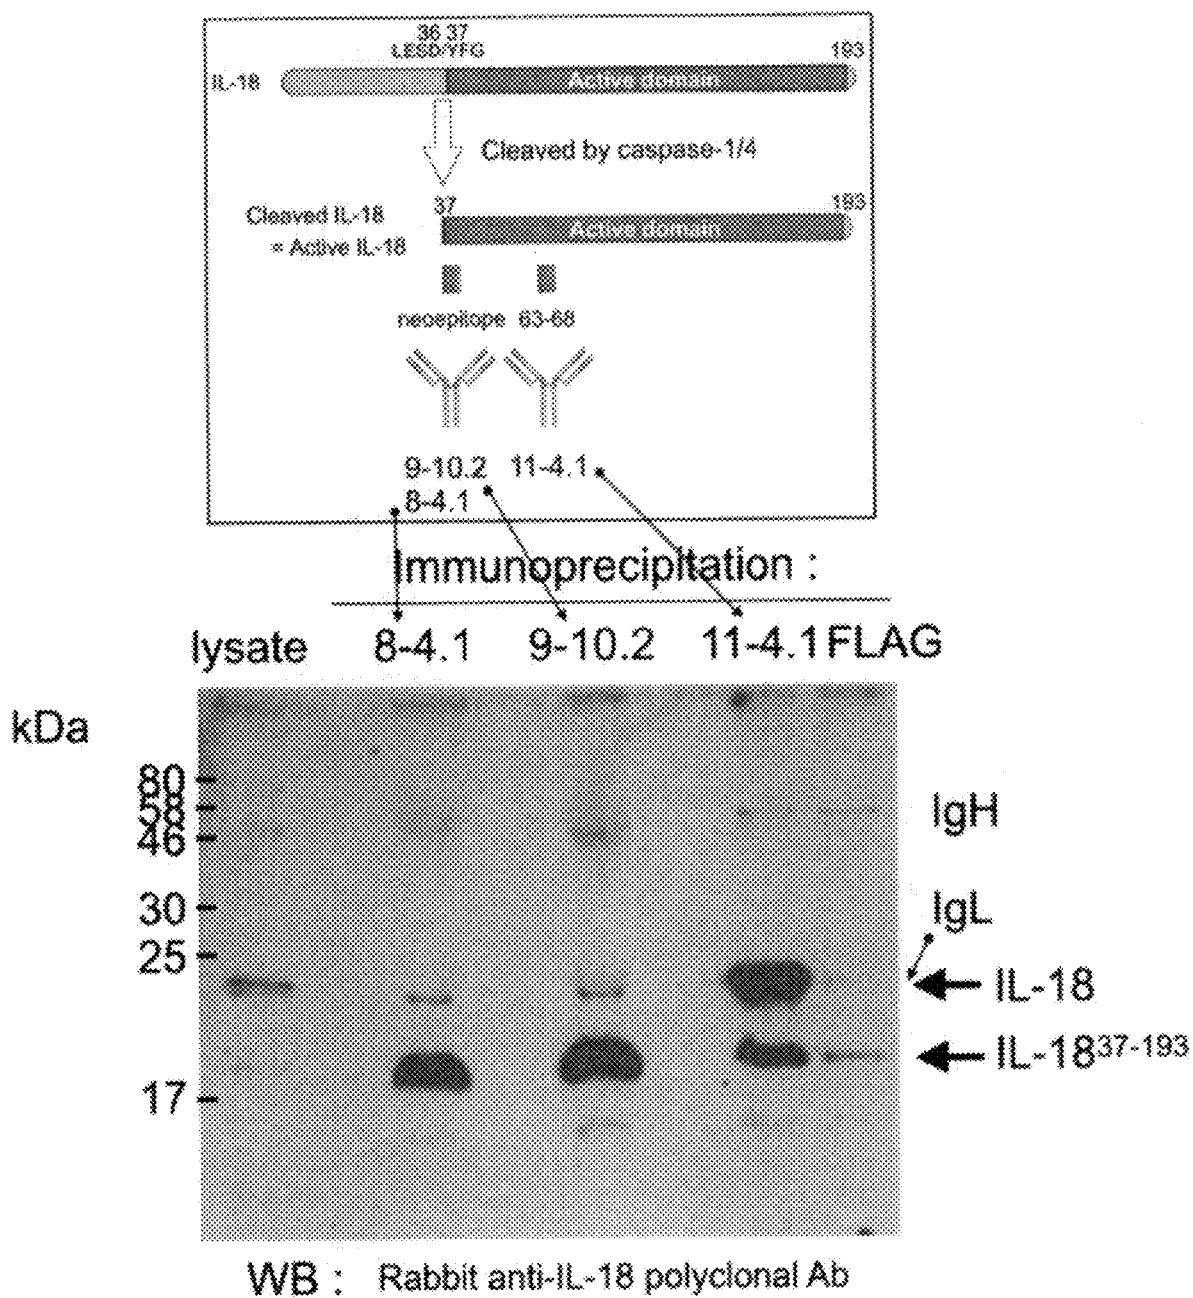 36 37
LESD/YFG
193
IL-18
Active domain
Cleaved by caspase-1/4
37
193
Cleaved IL-18
= Active IL-18
Active domain
neoepitope 63-68
9-10.2 11-4.1
8-4.1
Immunoprecipitation :
lysate 8-4.1 9-10.2 11-4.1 FLAG
kDa
80
58
46
30
25
17
IgH
IgL
IL-18
IL-18³⁷⁻¹⁹³
WB : Rabbit anti-IL-18 polyclonal Ab